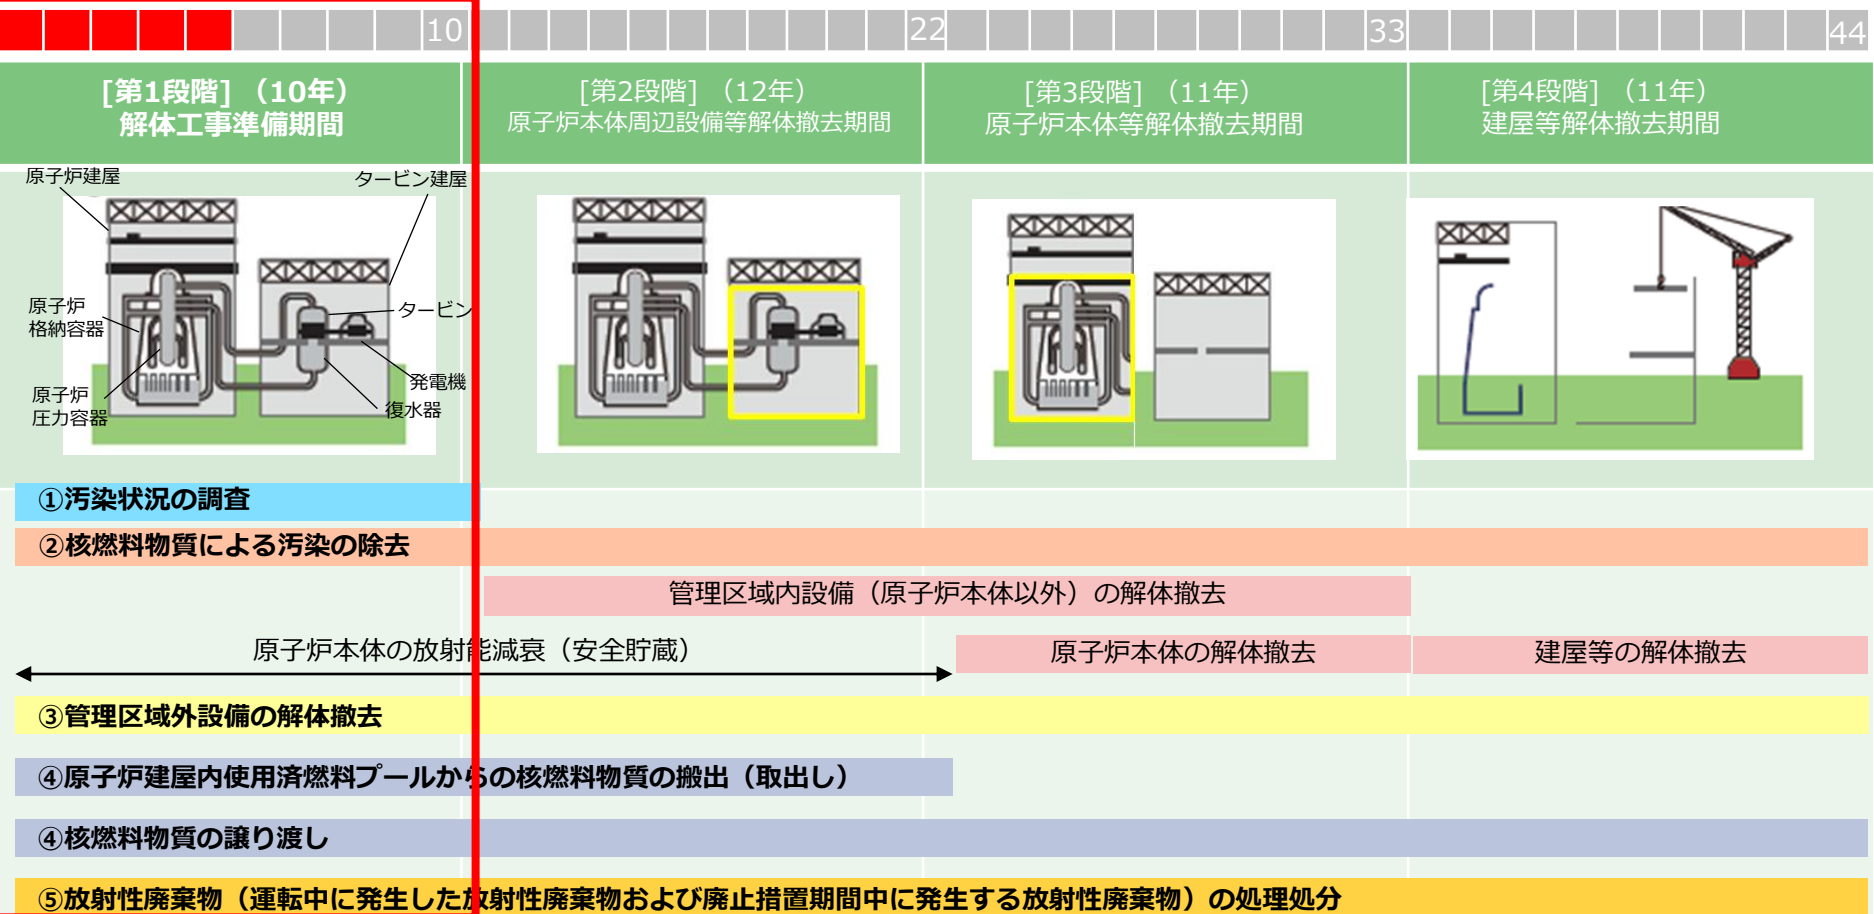 10
22
33
44
[第1段階] （10年）
解体工事準備期間
[第2段階] （12年）
原子炉本体周辺設備等解体撤去期間
[第3段階] （11年）
原子炉本体等解体撤去期間
[第4段階] （11年）
建屋等解体撤去期間
原子炉建屋
タービン建屋
原子炉
格納容器
タービン
発電機
原子炉
圧力容器
復水器
①汚染状況の調査
②核燃料物質による汚染の除去
管理区域内設備（原子炉本体以外）の解体撤去
原子炉本体の放射能減衰（安全貯蔵）
原子炉本体の解体撤去
建屋等の解体撤去
③管理区域外設備の解体撤去
④原子炉建屋内使用済燃料プールからの核燃料物質の搬出（取出し）
④核燃料物質の譲り渡し
⑤放射性廃棄物（運転中に発生した放射性廃棄物および廃止措置期間中に発生する放射性廃棄物）の処理処分